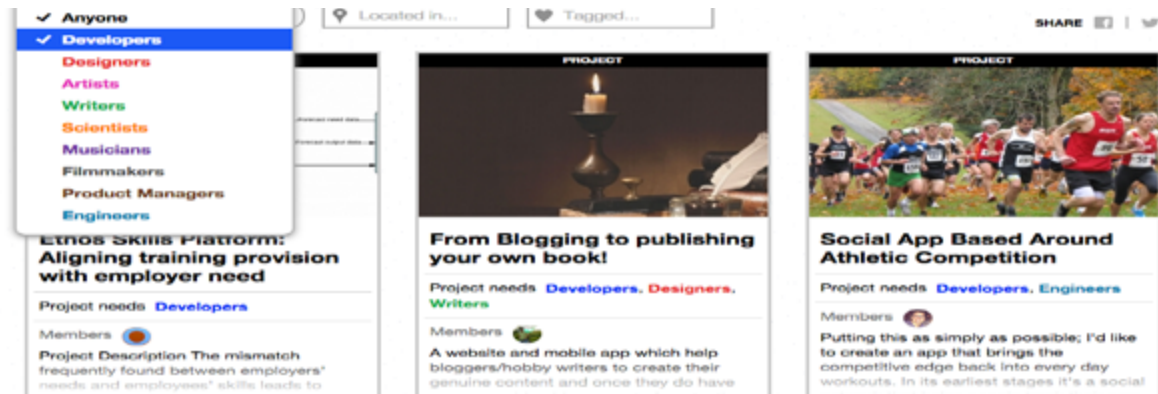 Anyone
Located in...
Tagged...
SHARE
Developers
Designers
Artists
Writers
Scientists
Musicians
Filmmakers
Product Managers
Engineers
Forecast need data
Forecast output data
Ethos Skills Platform:
Aligning training provision
with employer need
Project needs Developers
Members
Project Description The mismatch
frequently found between employers'
needs and employees' skills leads to
PROJECT
From Blogging to publishing
your own book!
Project needs Developers, Designers,
Writers
Members
A website and mobile app which help
bloggers/hobby writers to create their
genuine content and once they do have
PROJECT
Social App Based Around
Athletic Competition
Project needs Developers, Engineers
Members
Putting this as simply as possible; I'd like
to create an app that brings the
competitive edge back into every day
workouts. In its earliest stages it's a social